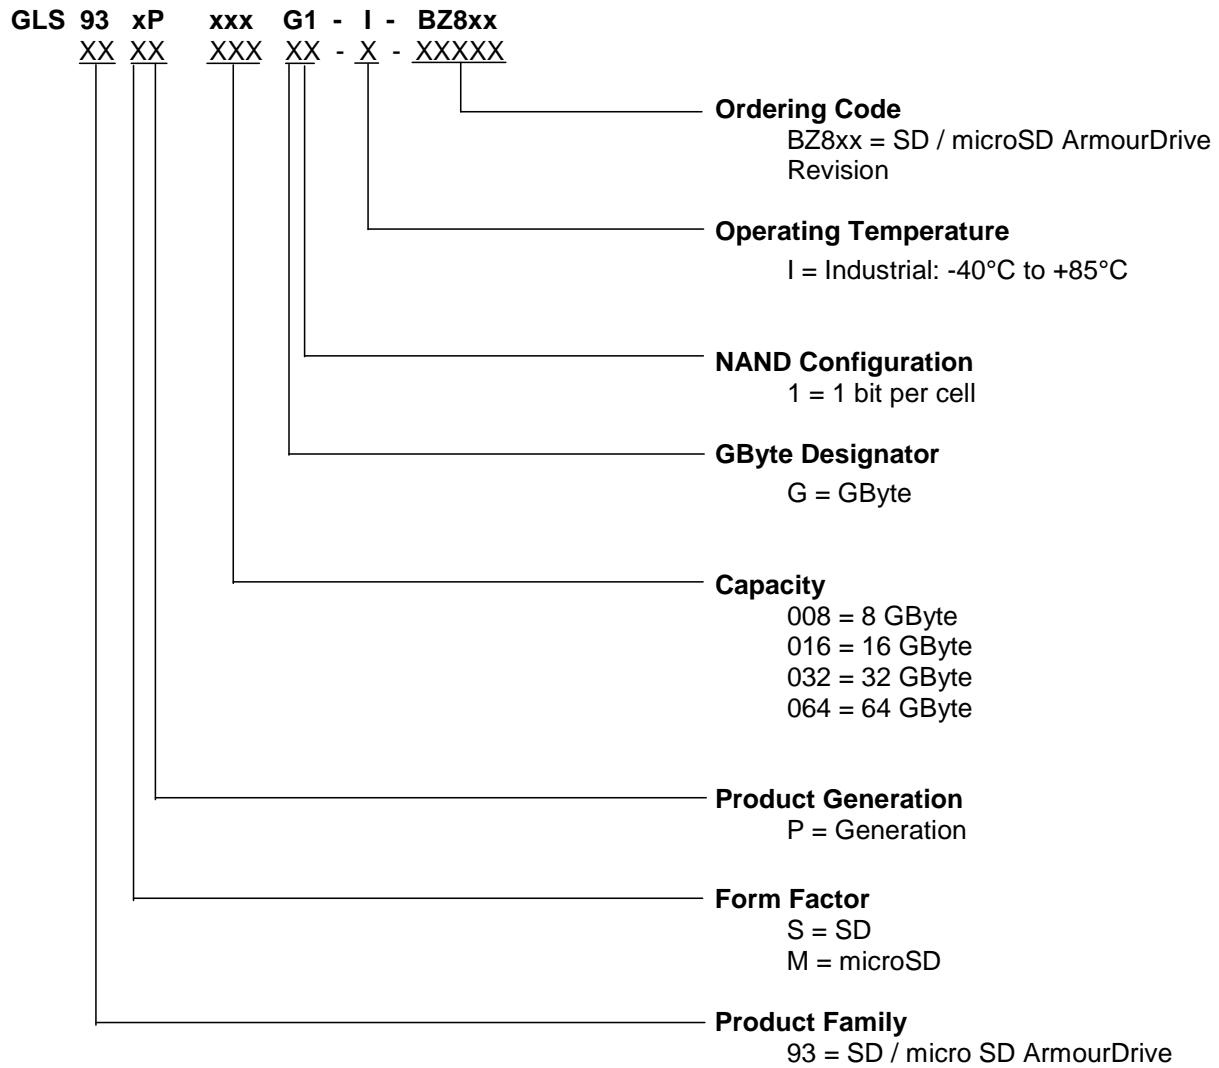 GLS 93 xP xxx G1 - I - BZ8xx
XX XX XXX XX - X - XXXXX
Ordering Code
BZ8xx = SD / microSD ArmourDrive
Revision
Operating Temperature
I = Industrial: -40°C to +85°C
NAND Configuration
1 = 1 bit per cell
GByte Designator
G = GByte
Capacity
008 = 8 GByte
016 = 16 GByte
032 = 32 GByte
064 = 64 GByte
Product Generation
P = Generation
Form Factor
S = SD
M = microSD
Product Family
93 = SD / micro SD ArmourDrive